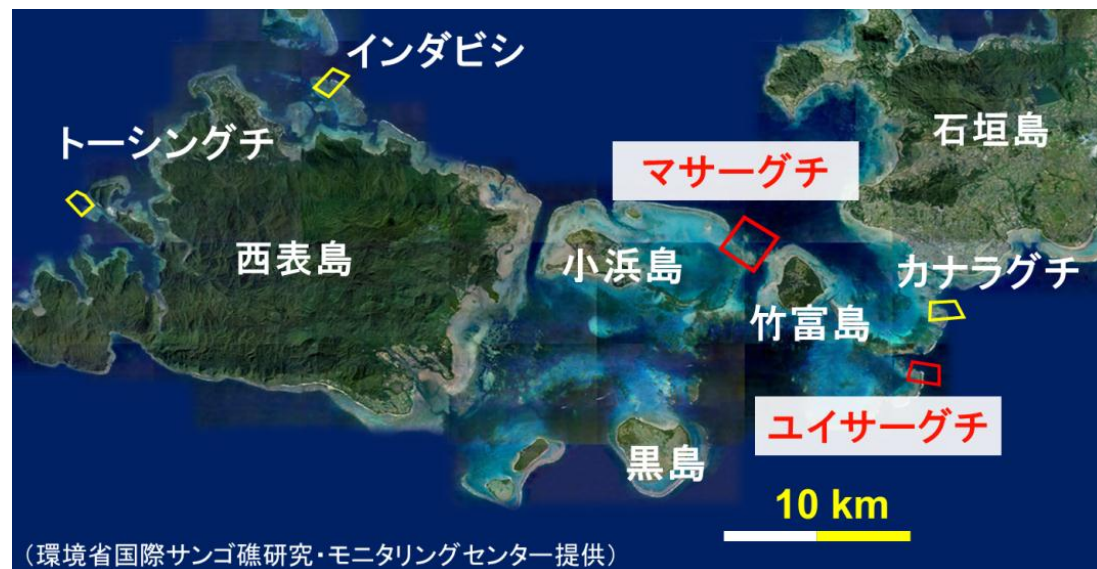 インダビシ
トーシングチ
石垣島
マサーグチ
西表島
小浜島
カナラグチ
竹富島
ユイサーグチ
黒島
10 km
（環境省国際サンゴ礁研究・モニタリングセンター提供）